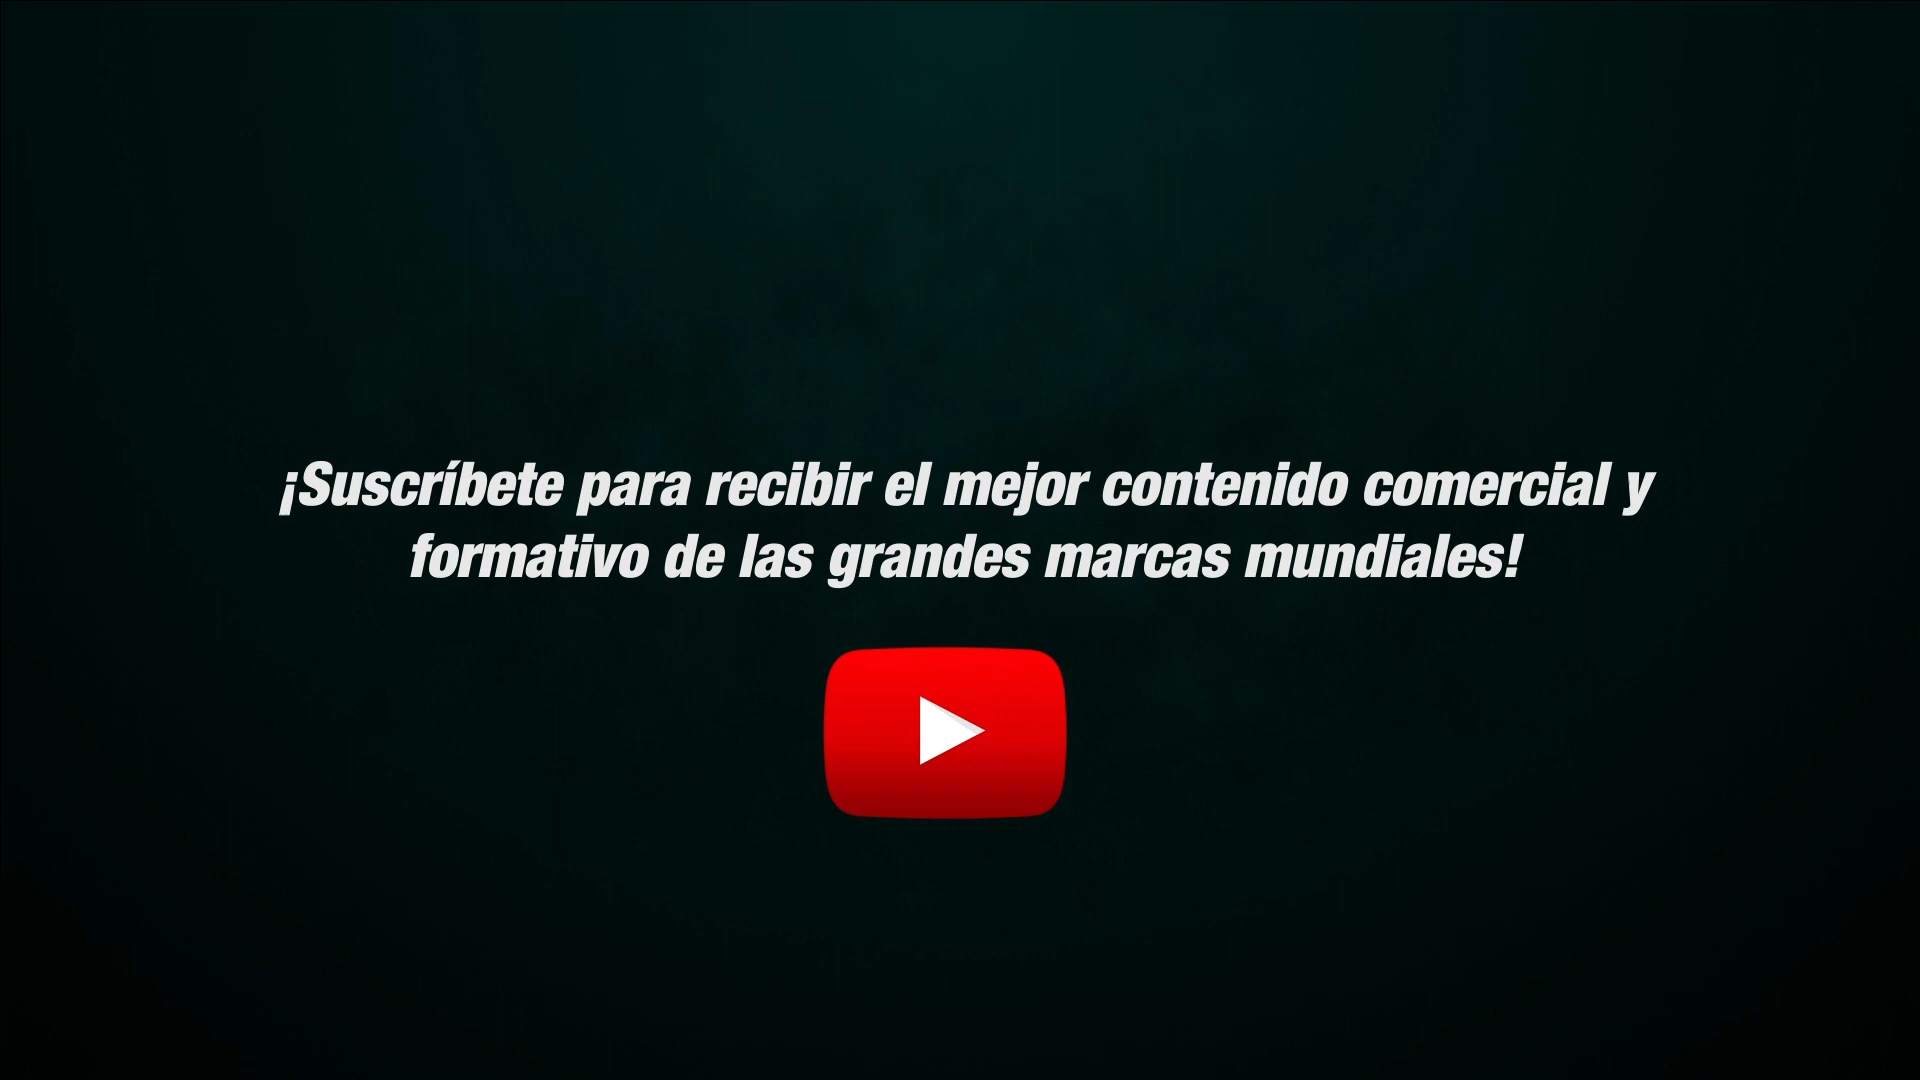 ¡Suscríbete para recibir el mejor contenido comercial y
formativo de las grandes marcas mundiales!